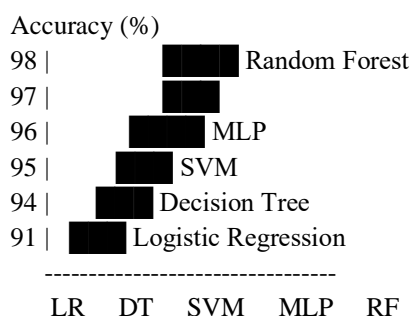 Accuracy (%)
98 | ████ Random Forest
97 | ███
96 | ████ MLP
95 | ███ SVM
94 | ███ Decision Tree
91 | ███ Logistic Regression
---------------------------------
LR DT SVM MLP RF